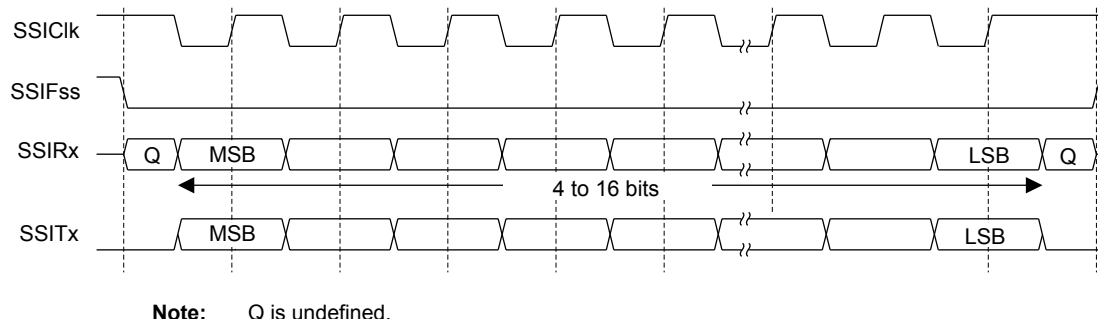 SSIClk
SSIFss
SSIRx Q MSB LSB Q
4 to 16 bits
SSITx MSB LSB
Note: Q is undefined.